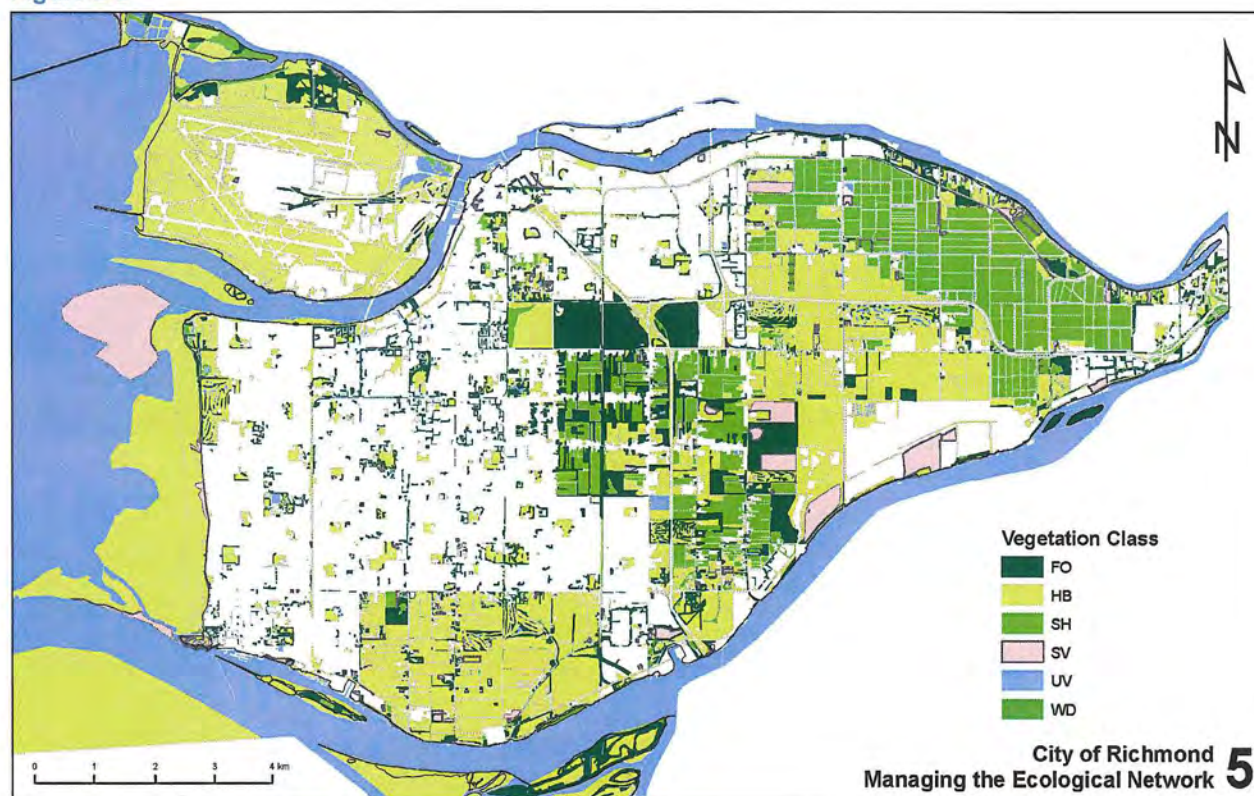 N
Vegetation Class
FO
HB
SH
SV
UV
WD
0 1 2 3 4 km
City of Richmond 5
Managing the Ecological Network